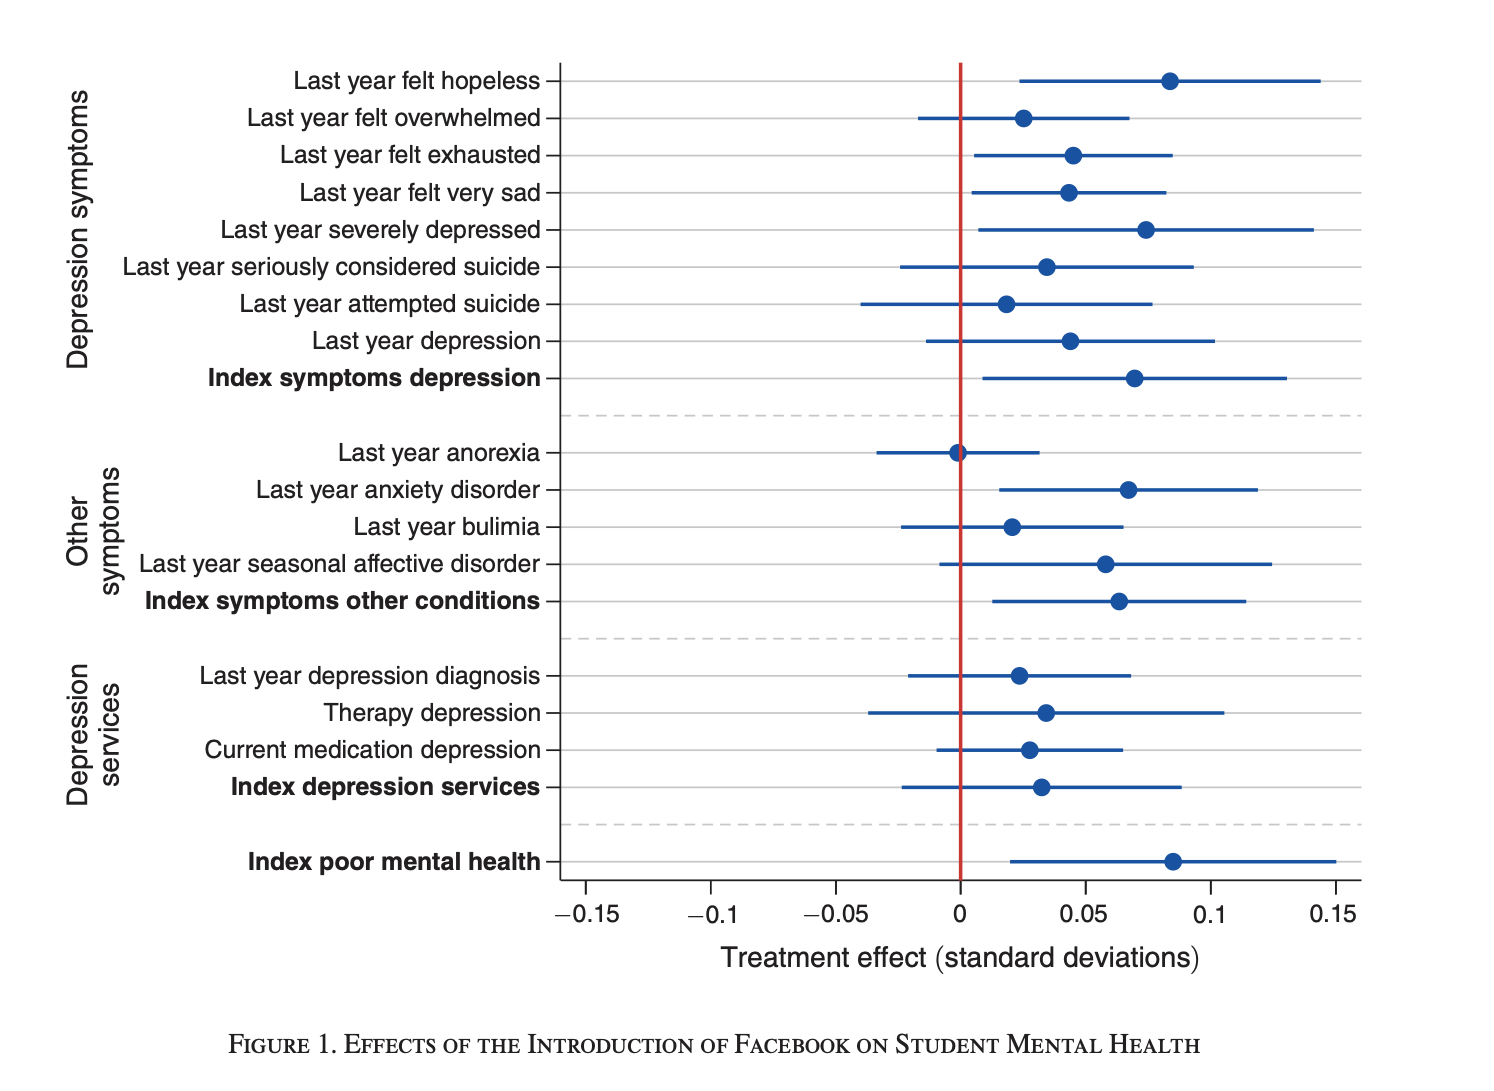 Depression symptoms
Last year felt hopeless
Last year felt overwhelmed
Last year felt exhausted
Last year felt very sad
Last year severely depressed
Last year seriously considered suicide
Last year attempted suicide
Last year depression
Index symptoms depression
Other
symptoms
Last year anorexia
Last year anxiety disorder
Last year bulimia
Last year seasonal affective disorder
Index symptoms other conditions
Depression
services
Last year depression diagnosis
Therapy depression
Current medication depression
Index depression services
Index poor mental health
−0.15 −0.1 −0.05 0 0.05 0.1 0.15
Treatment effect (standard deviations)
Figure 1. Effects of the Introduction of Facebook on Student Mental Health